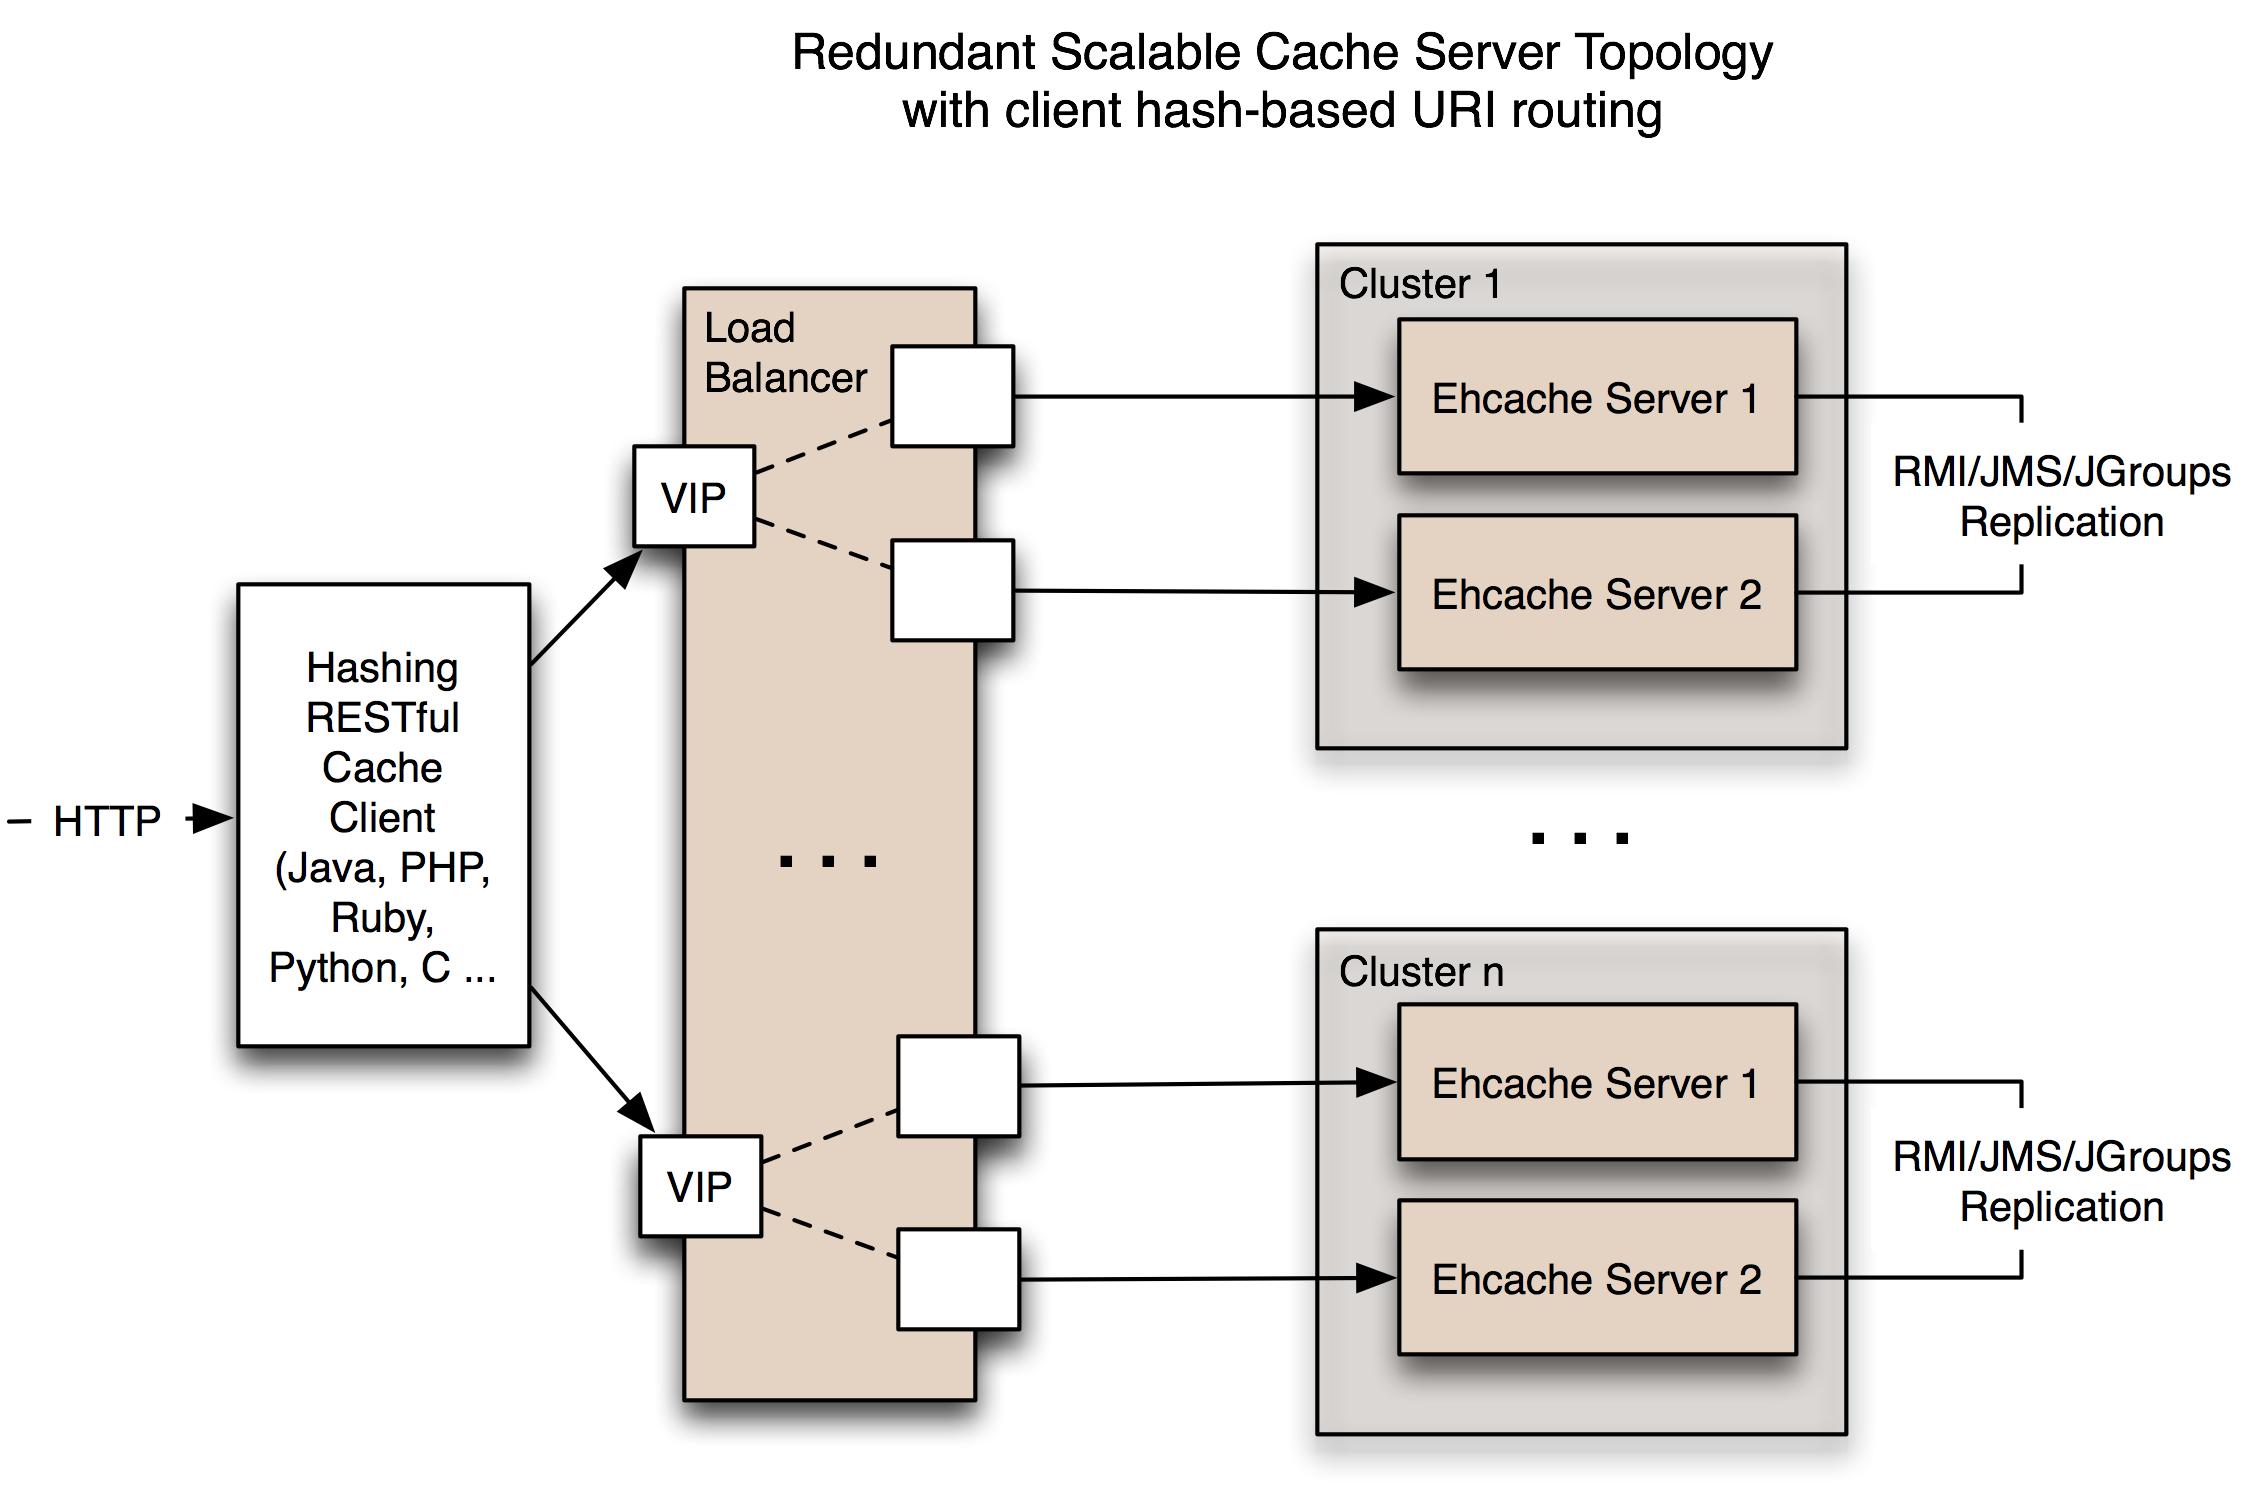 Redundant Scalable Cache Server Topology
with client hash-based URI routing
HTTP
Hashing
RESTful
Cache
Client
(Java, PHP,
Ruby,
Python, C ...
Load
Balancer
VIP
. . .
VIP
Cluster 1
Ehcache Server 1
Ehcache Server 2
RMI/JMS/JGroups
Replication
. . .
Cluster n
Ehcache Server 1
Ehcache Server 2
RMI/JMS/JGroups
Replication